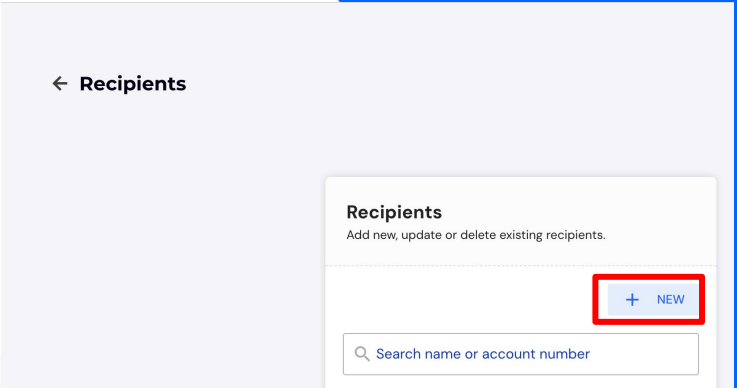 Recipients
Recipients
Add new, update or delete existing recipients.
+ NEW
Search name or account number